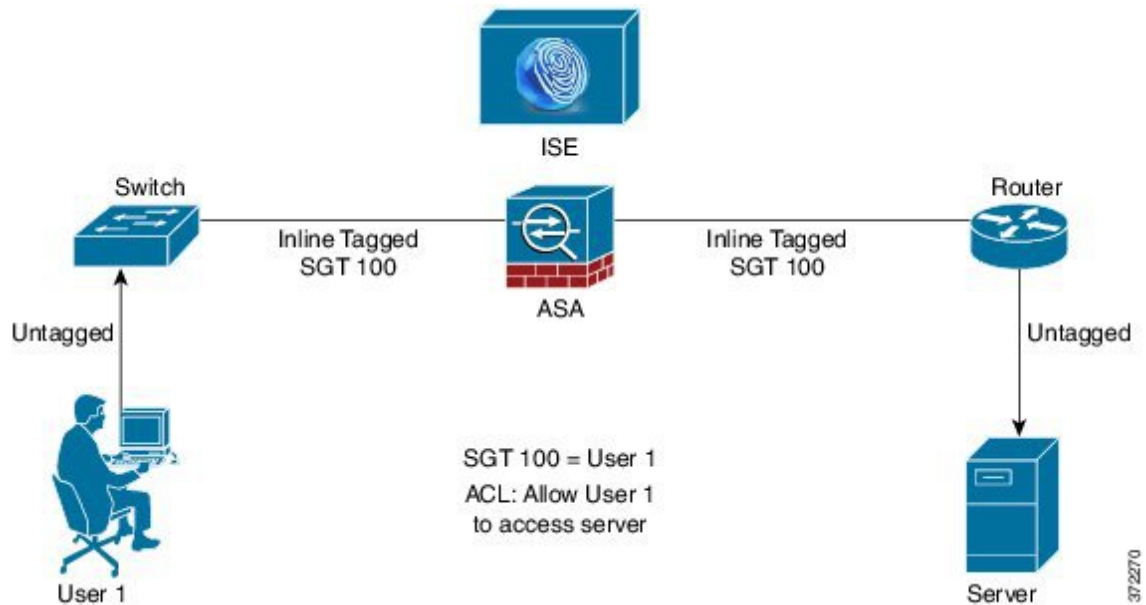 ISE
Switch
Router
Inline Tagged
SGT 100
Inline Tagged
SGT 100
ASA
Untagged
Untagged
SGT 100 = User 1
ACL: Allow User 1
to access server
User 1
Server
372270